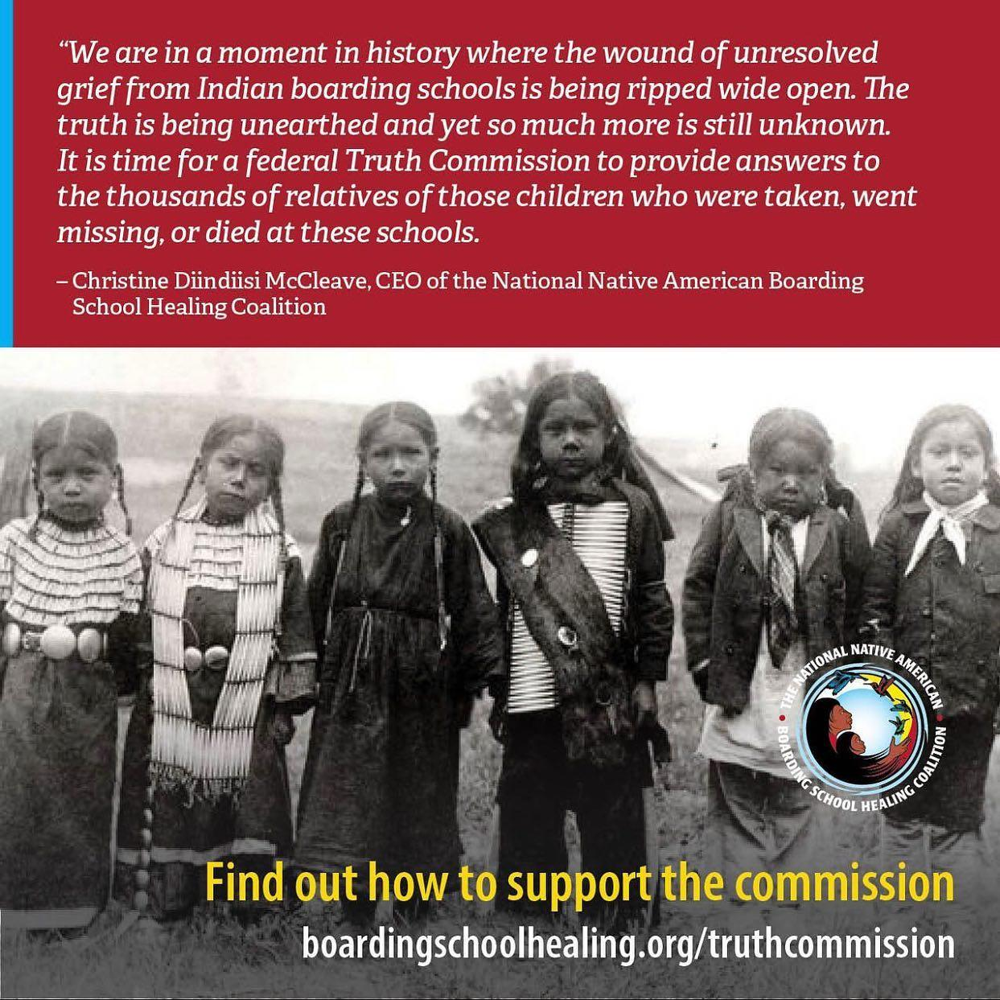 “We are in a moment in history where the wound of unresolved
grief from Indian boarding schools is being ripped wide open. The
truth is being unearthed and yet so much more is still unknown.
It is time for a federal Truth Commission to provide answers to
the thousands of relatives of those children who were taken, went
missing, or died at these schools.
– Christine Diindiisi McCleave, CEO of the National Native American Boarding
School Healing Coalition
THE NATIONAL NATIVE AMERICAN
BOARDING SCHOOL HEALING COALITION
Find out how to support the commission
boardingschoolhealing.org/truthcommission